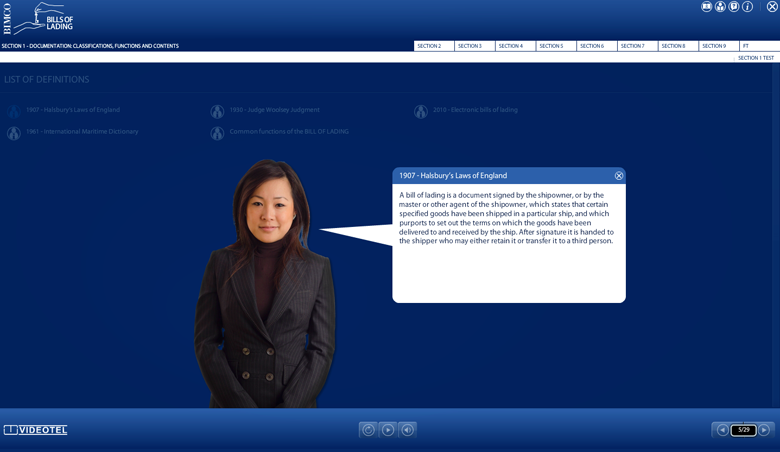 BIMCO
BILLS OF
LADING
SECTION 1 - DOCUMENTATION: CLASSIFICATIONS, FUNCTIONS AND CONTENTS
SECTION 2
SECTION 3
SECTION 4
SECTION 5
SECTION 6
SECTION 7
SECTION 8
SECTION 9
FT
SECTION 1 TEST
LIST OF DEFINITIONS
1907 - Halsbury's Laws of England
1955 - Judge Woolsey Judgment
2010 - Electronic bills of lading
1961 - International Maritime Dictionary
Common functions of the BILL OF LADING
1907 - Halsbury's Laws of England
A bill of lading is a document signed by the shipowner, or by the
master or other agent of the shipowner, which states that certain
specified goods have been shipped in a particular ship, and which
purports to set out the terms on which the goods have been
delivered to and received by the ship. After signature it is handed to
the shipper who may either retain it or transfer it to a third person.
VIDEOTEL
5/29